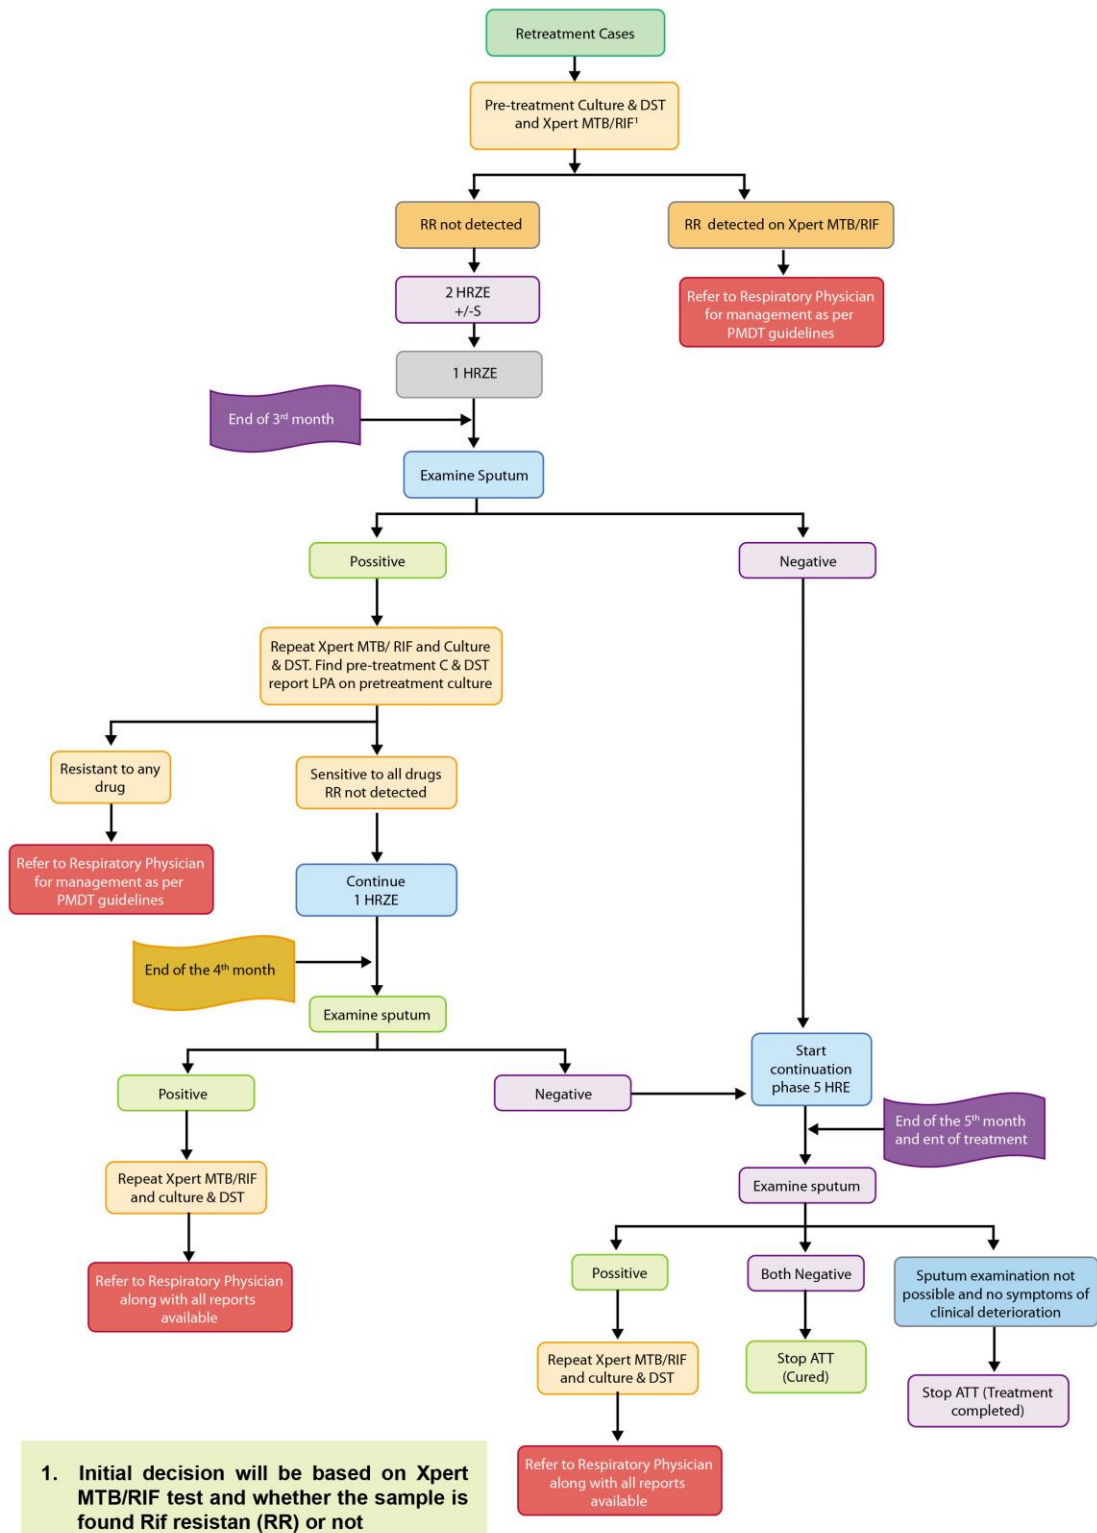 Retreatment Cases
Pre-treatment Culture & DST
and Xpert MTB/RIF¹
RR not detected
RR detected on Xpert MTB/RIF
2 HRZE
+/-S
Refer to Respiratory Physician
for management as per
PMDT guidelines
1 HRZE
End of 3rd month
Examine Sputum
Possitive
Negative
Repeat Xpert MTB/ RIF and Culture
& DST. Find pre-treatment C & DST
report LPA on pretreatment culture
Resistant to any
drug
Sensitive to all drugs
RR not detected
Refer to Respiratory Physician
for management as per
PMDT guidelines
Continue
1 HRZE
End of the 4th month
Examine sputum
Positive
Negative
Start
continuation
phase 5 HRE
End of the 5th month
and ent of treatment
Repeat Xpert MTB/RIF
and culture & DST
Examine sputum
Refer to Respiratory Physician
along with all reports
available
Possitive
Both Negative
Sputum examination not
possible and no symptoms of
clinical deterioration
Repeat Xpert MTB/RIF
and culture & DST
Stop ATT
(Cured)
Stop ATT (Treatment
completed)
Refer to Respiratory Physician
along with all reports
available
1. Initial decision will be based on Xpert
MTB/RIF test and whether the sample is
found Rif resistan (RR) or not